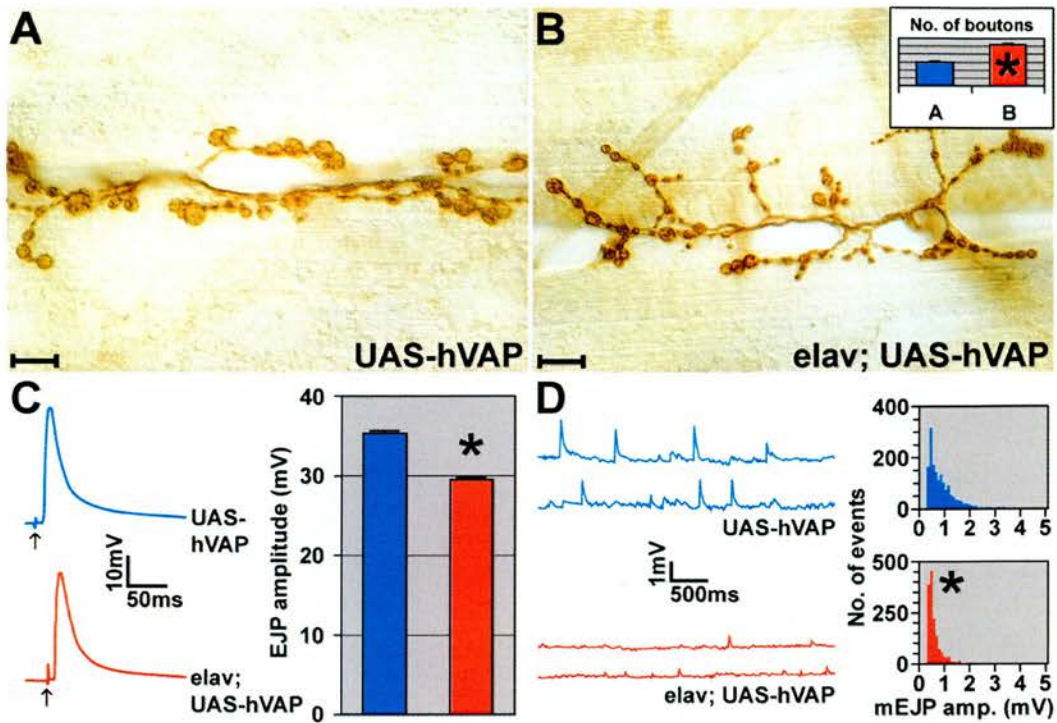 A
UAS-hVAP
B
No. of boutons
*
A B
elav; UAS-hVAP
C
UAS-
hVAP
10mV
50ms
elav;
UAS-hVAP
EJP amplitude (mV)
40
30
20
10
0
*
D
UAS-hVAP
1mV
500ms
elav; UAS-hVAP
No. of events
400
200
0
0 1 2 3 4 5
500
250
0
*
0 1 2 3 4 5
mEJP amp. (mV)